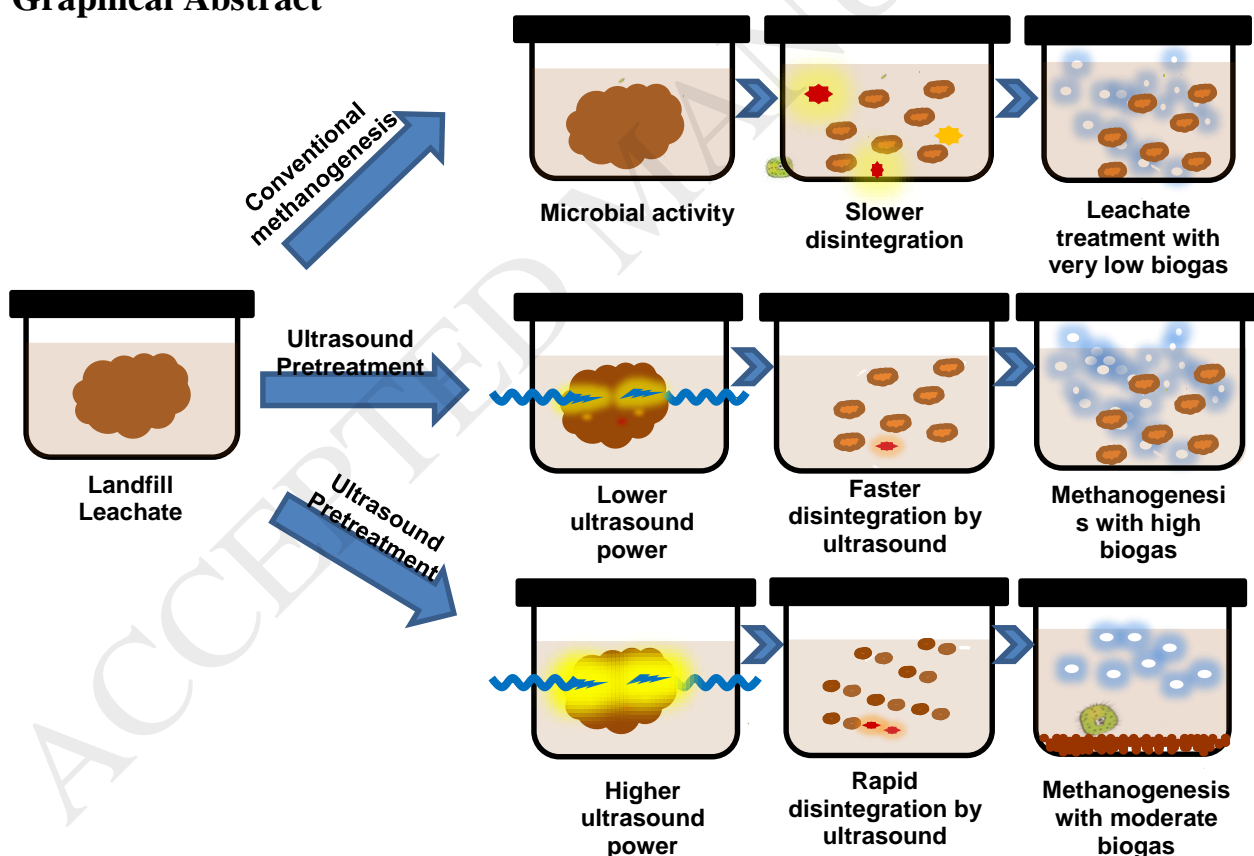 Graphical Abstract
Conventional
methanogenesis
Microbial activity
Slower
disintegration
Leachate
treatment with
very low biogas
Landfill
Leachate
Ultrasound
Pretreatment
Lower
ultrasound
power
Faster
disintegration by
ultrasound
Methanogenesi
s with high
biogas
Ultrasound
Pretreatment
Higher
ultrasound
power
Rapid
disintegration by
ultrasound
Methanogenesis
with moderate
biogas
ACCEPTED MANU